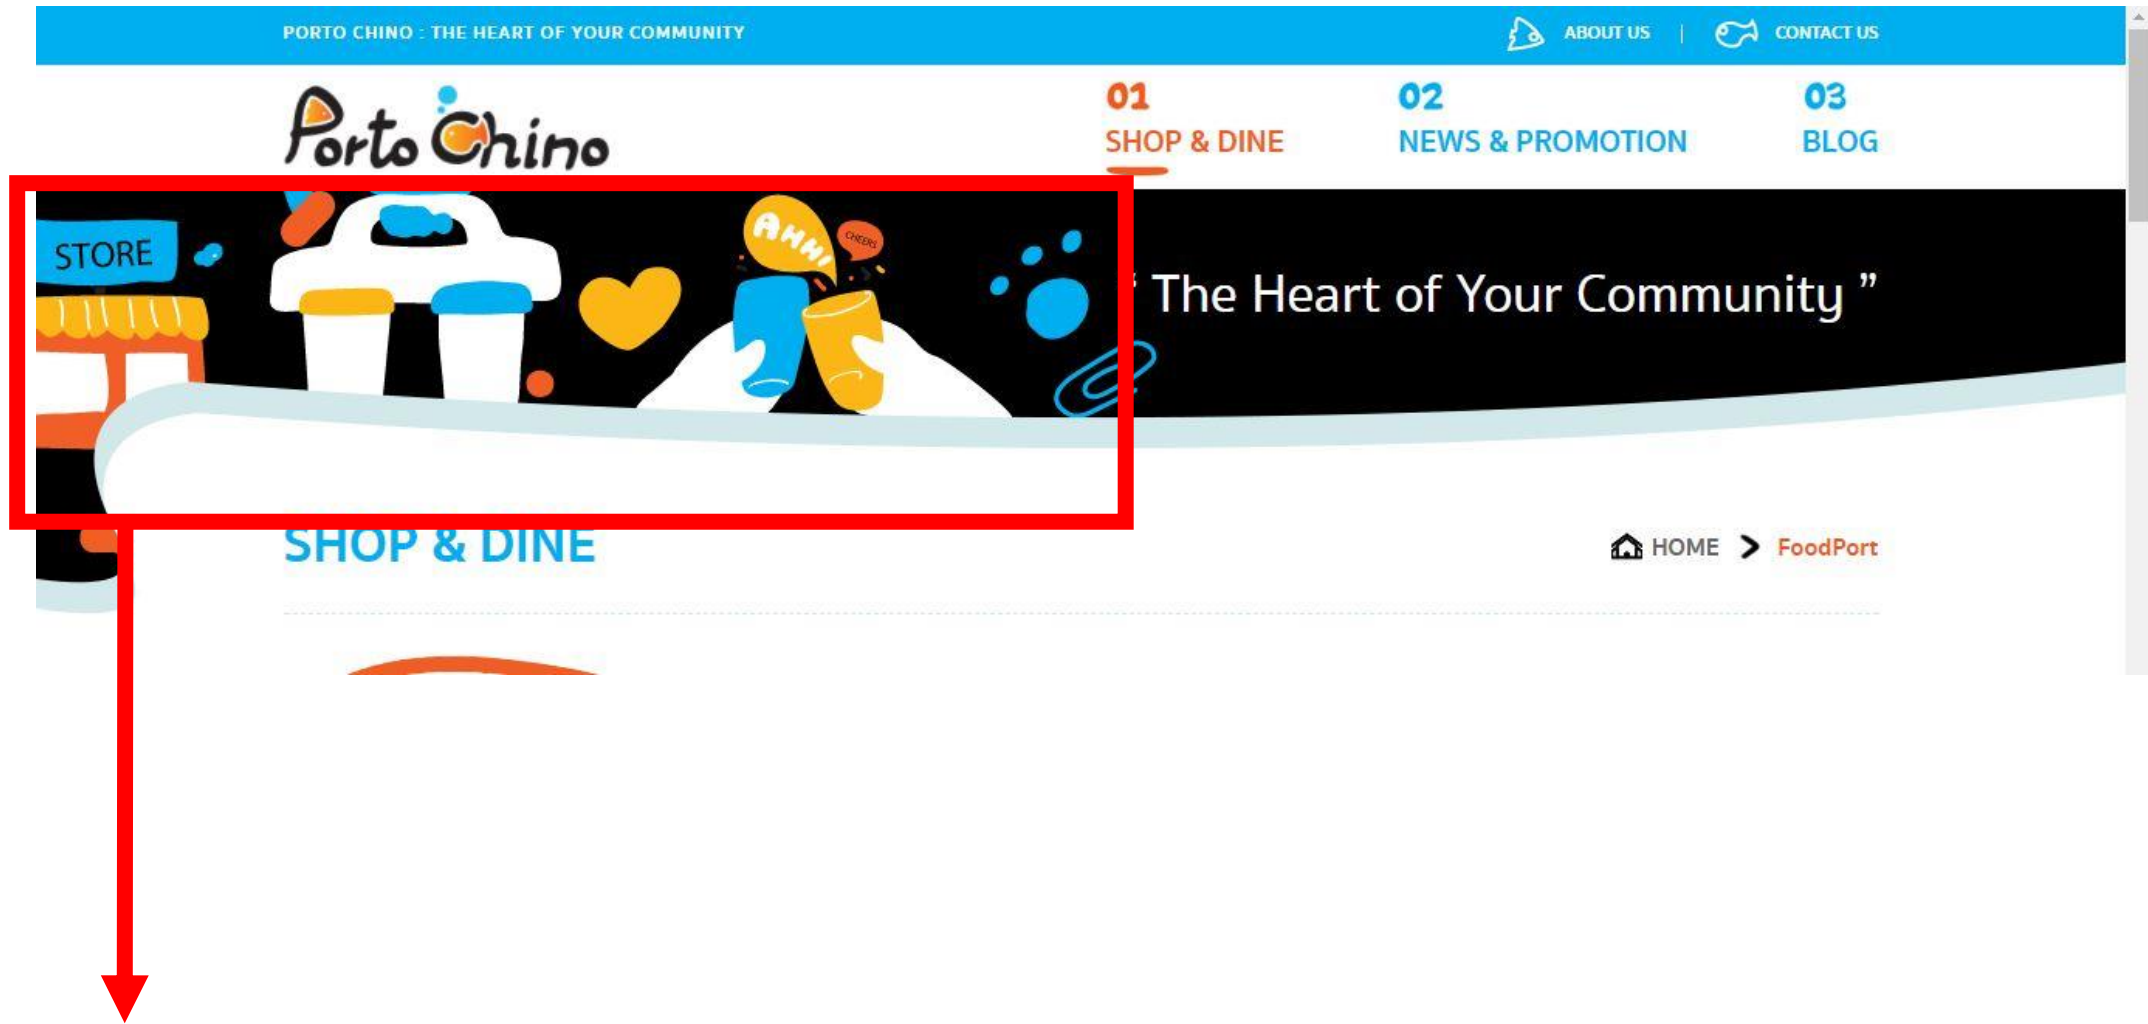 PORTO CHINO : THE HEART OF YOUR COMMUNITY
ABOUT US | CONTACT US
Porto Chino
01
SHOP & DINE
02
NEWS & PROMOTION
03
BLOG
STORE
AHH!
CHEERS
“ The Heart of Your Community ”
SHOP & DINE
HOME > FoodPort